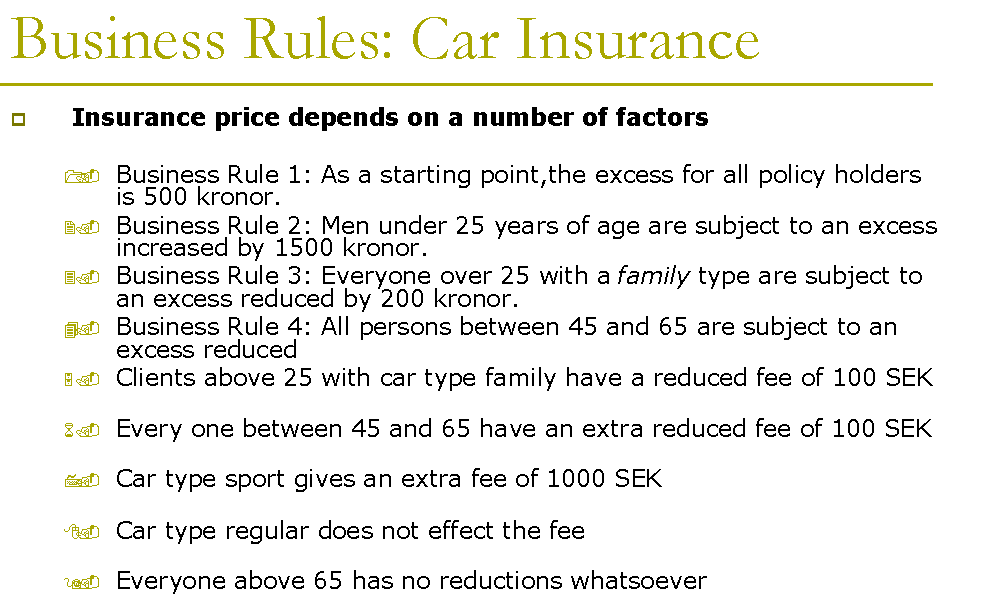 Business Rules: Car Insurance
Insurance price depends on a number of factors
Business Rule 1: As a starting point,the excess for all policy holders
is 500 kronor.
Business Rule 2: Men under 25 years of age are subject to an excess
increased by 1500 kronor.
Business Rule 3: Everyone over 25 with a family type are subject to
an excess reduced by 200 kronor.
Business Rule 4: All persons between 45 and 65 are subject to an
excess reduced
Clients above 25 with car type family have a reduced fee of 100 SEK
Every one between 45 and 65 have an extra reduced fee of 100 SEK
Car type sport gives an extra fee of 1000 SEK
Car type regular does not effect the fee
Everyone above 65 has no reductions whatsoever